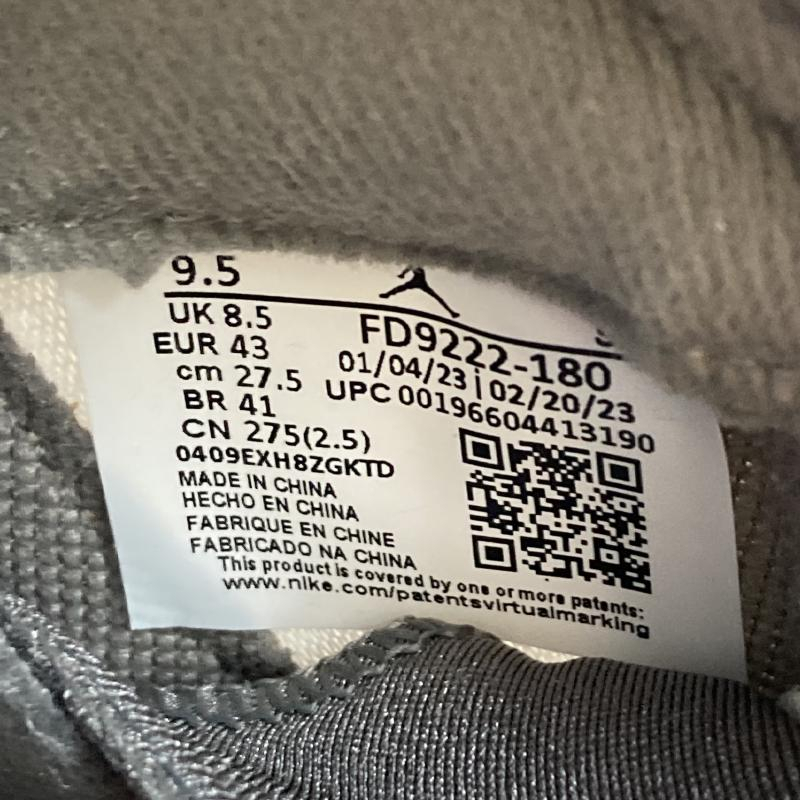 9.5
UK 8.5
EUR 43
cm 27.5
BR 41
CN 275(2.5)
0409EXH8ZGKTD
FD9222-180
01/04/23 | 02/20/23
UPC 00196604413190
MADE IN CHINA
HECHO EN CHINA
FABRIQUE EN CHINE
FABRICADO NA CHINA
This product is covered by one or more patents:
www.nike.com/patentsvirtualmarking